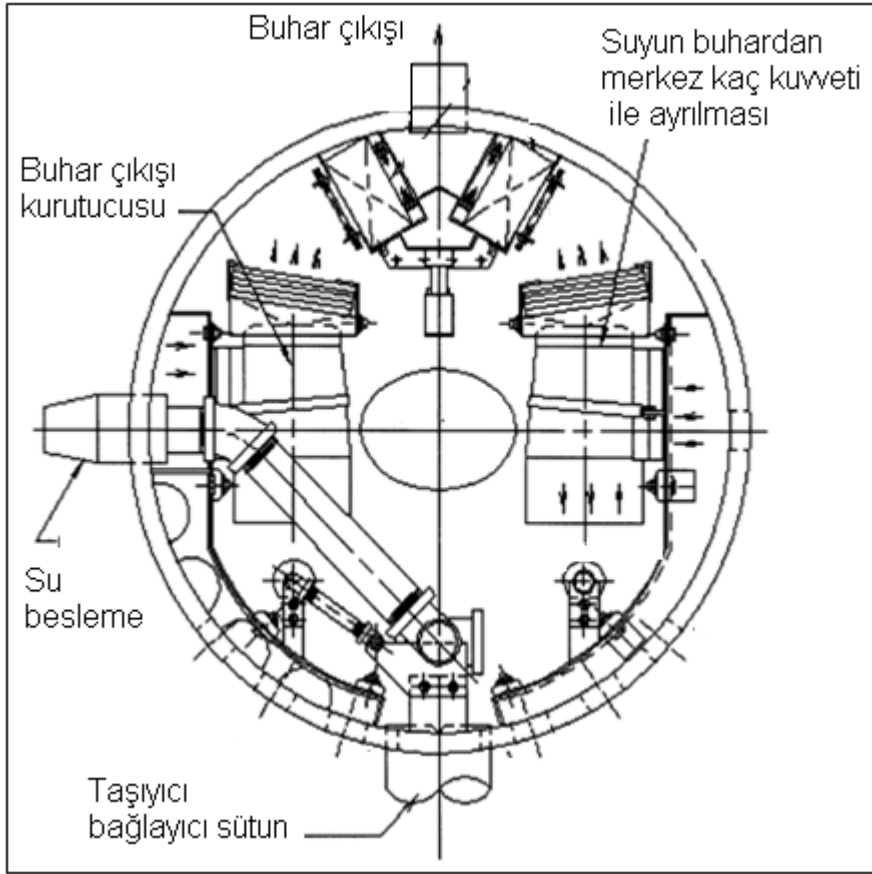 Buhar çıkışı
Suyun buhardan
merkez kaç kuvveti
ile ayrılması
Buhar çıkışı
kurutucusu
Su
besleme
Taşıyıcı
bağlayıcı sütun